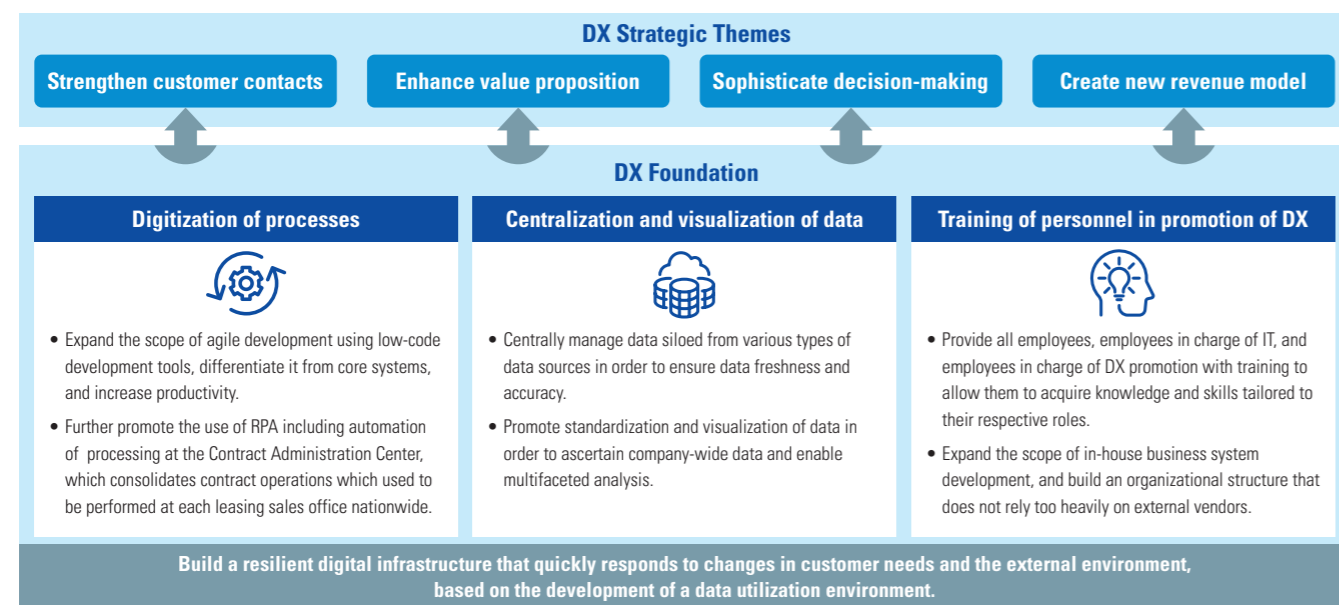 DX Strategic Themes
Strengthen customer contacts
Enhance value proposition
Sophisticate decision-making
Create new revenue model
DX Foundation
Digitization of processes
• Expand the scope of agile development using low-code
development tools, differentiate it from core systems,
and increase productivity.
• Further promote the use of RPA including automation
of processing at the Contract Administration Center,
which consolidates contract operations which used to
be performed at each leasing sales office nationwide.
Centralization and visualization of data
• Centrally manage data siloed from various types of
data sources in order to ensure data freshness and
accuracy.
• Promote standardization and visualization of data in
order to ascertain company-wide data and enable
multifaceted analysis.
Training of personnel in promotion of DX
• Provide all employees, employees in charge of IT, and
employees in charge of DX promotion with training to
allow them to acquire knowledge and skills tailored to
their respective roles.
• Expand the scope of in-house business system
development, and build an organizational structure that
does not rely too heavily on external vendors.
Build a resilient digital infrastructure that quickly responds to changes in customer needs and the external environment,
based on the development of a data utilization environment.